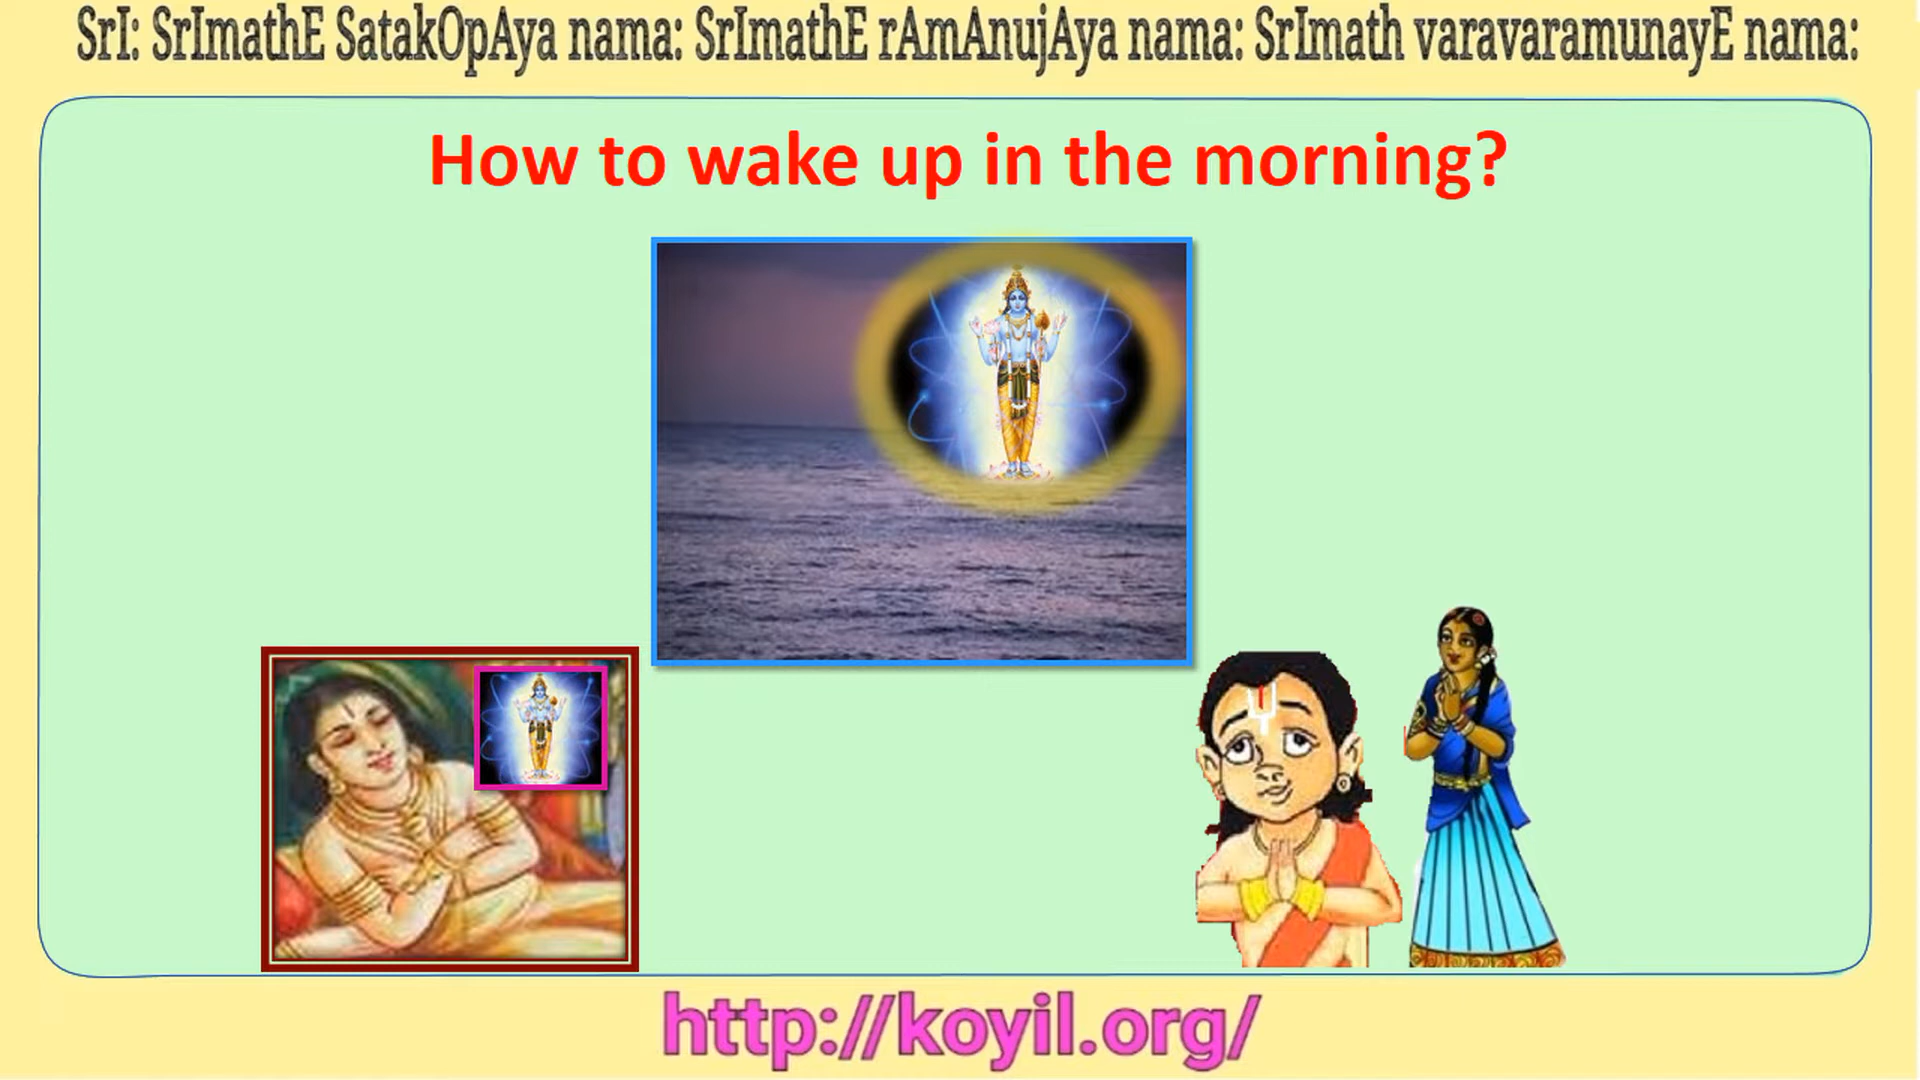 SrI: SrImathE SatakOpAya nama: SrImathE rAmAnujAya nama: SrImath varavaramunayE nama:
How to wake up in the morning?
http://koyil.org/